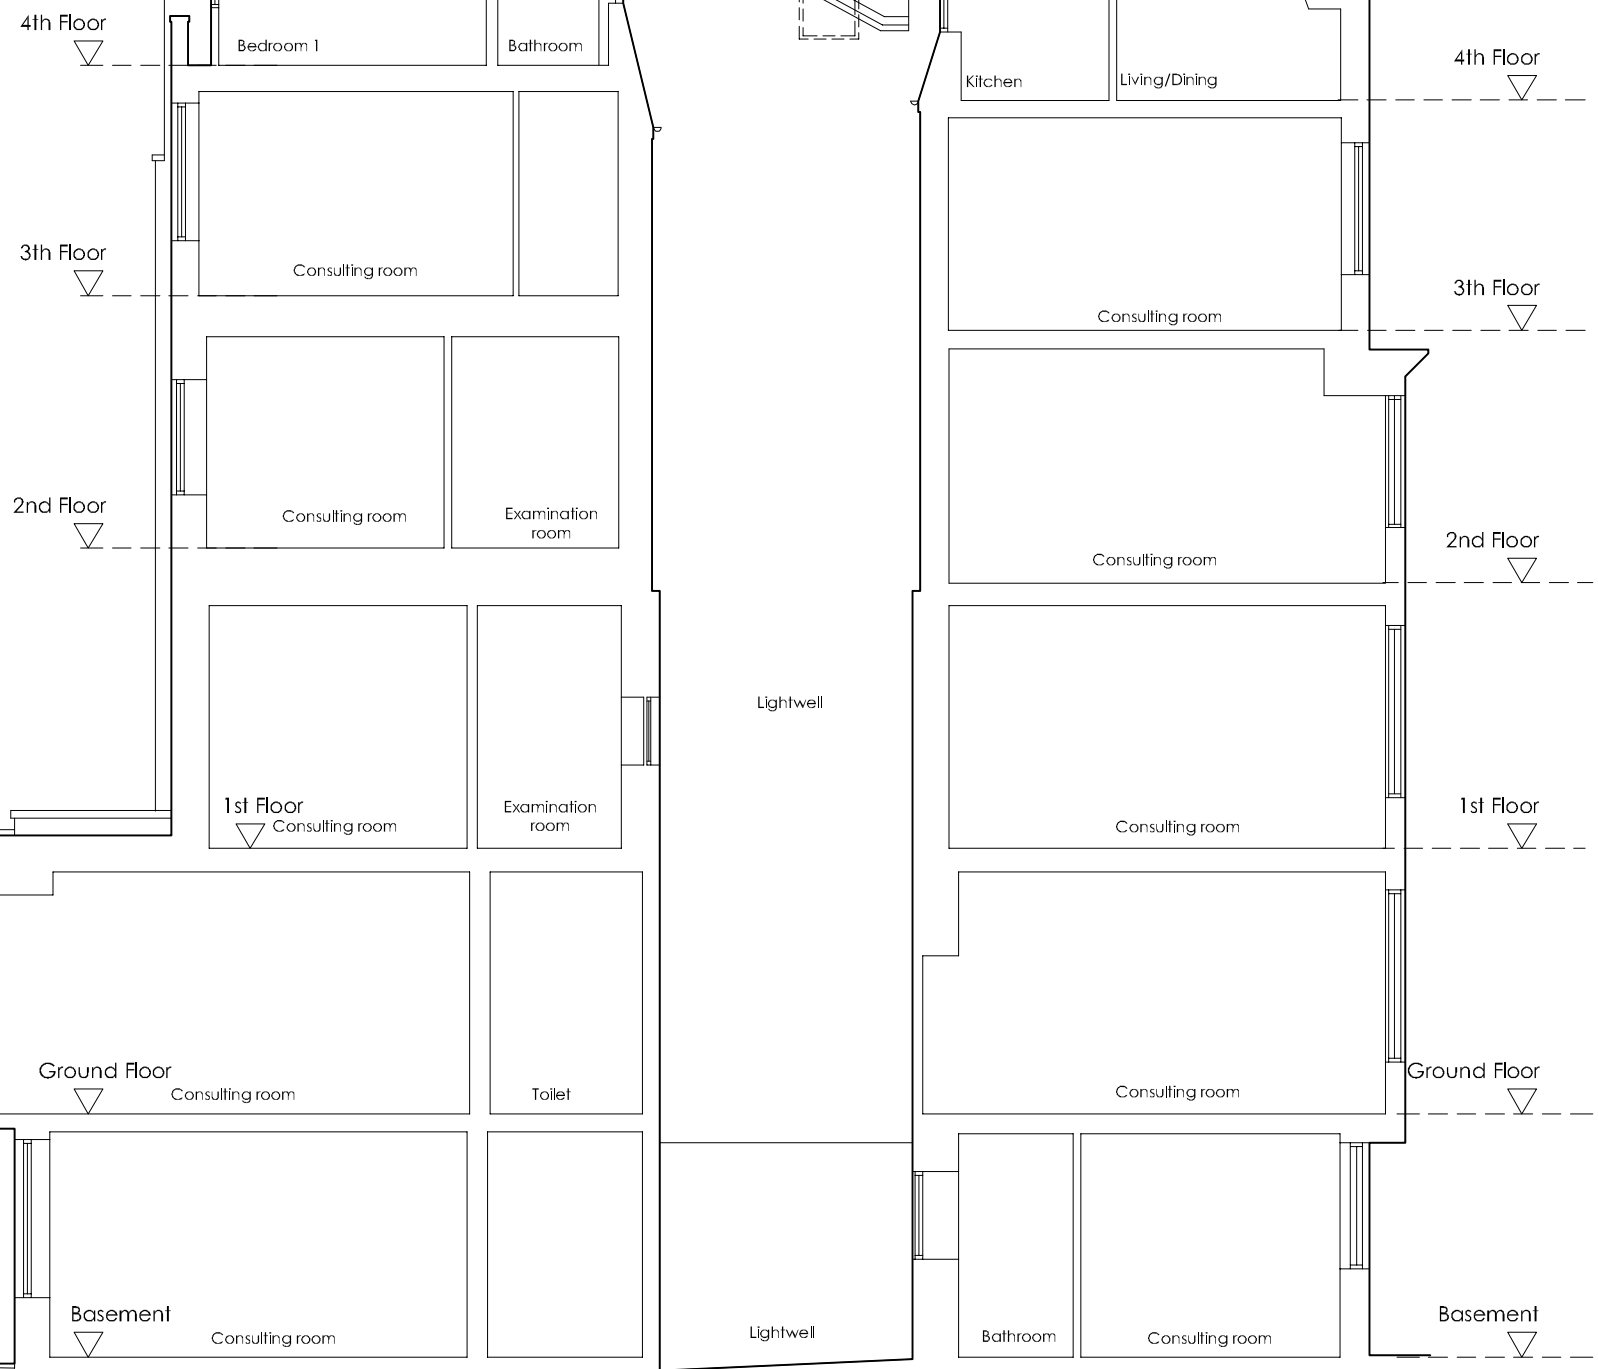 4th Floor
Bedroom 1
Bathroom
Kitchen
Living/Dining
4th Floor
3th Floor
Consulting room
3th Floor
Consulting room
2nd Floor
Consulting room
Examination
room
2nd Floor
Consulting room
Lightwell
1st Floor
Consulting room
Examination
room
1st Floor
Consulting room
Ground Floor
Consulting room
Toilet
Ground Floor
Consulting room
Basement
Consulting room
Lightwell
Bathroom
Consulting room
Basement